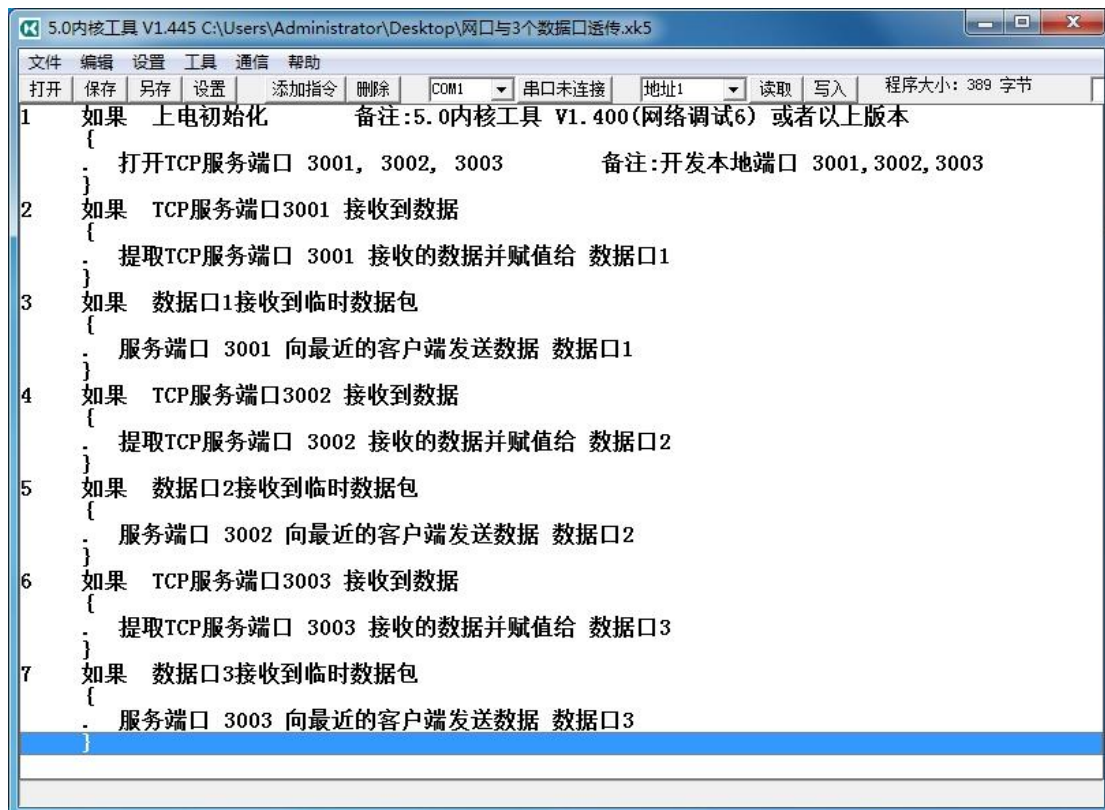 5.0内核工具 V1.445 C:\Users\Administrator\Desktop\网口与3个数据口透传.xk5
文件 编辑 设置 工具 通信 帮助
打开 保存 另存 设置 添加指令 删除 COM1 串口未连接 地址1 读取 写入 程序大小: 389 字节
1 如果 上电初始化 备注:5.0内核工具 V1.400(网络调试6) 或者以上版本
{
. 打开TCP服务端口 3001, 3002, 3003 备注:开发本地端口 3001,3002,3003
}
2 如果 TCP服务端口3001 接收到数据
{
. 提取TCP服务端口 3001 接收的数据并赋值给 数据口1
}
3 如果 数据口1接收到临时数据包
{
. 服务端口 3001 向最近的客户端发送数据 数据口1
}
4 如果 TCP服务端口3002 接收到数据
{
. 提取TCP服务端口 3002 接收的数据并赋值给 数据口2
}
5 如果 数据口2接收到临时数据包
{
. 服务端口 3002 向最近的客户端发送数据 数据口2
}
6 如果 TCP服务端口3003 接收到数据
{
. 提取TCP服务端口 3003 接收的数据并赋值给 数据口3
}
7 如果 数据口3接收到临时数据包
{
. 服务端口 3003 向最近的客户端发送数据 数据口3
}